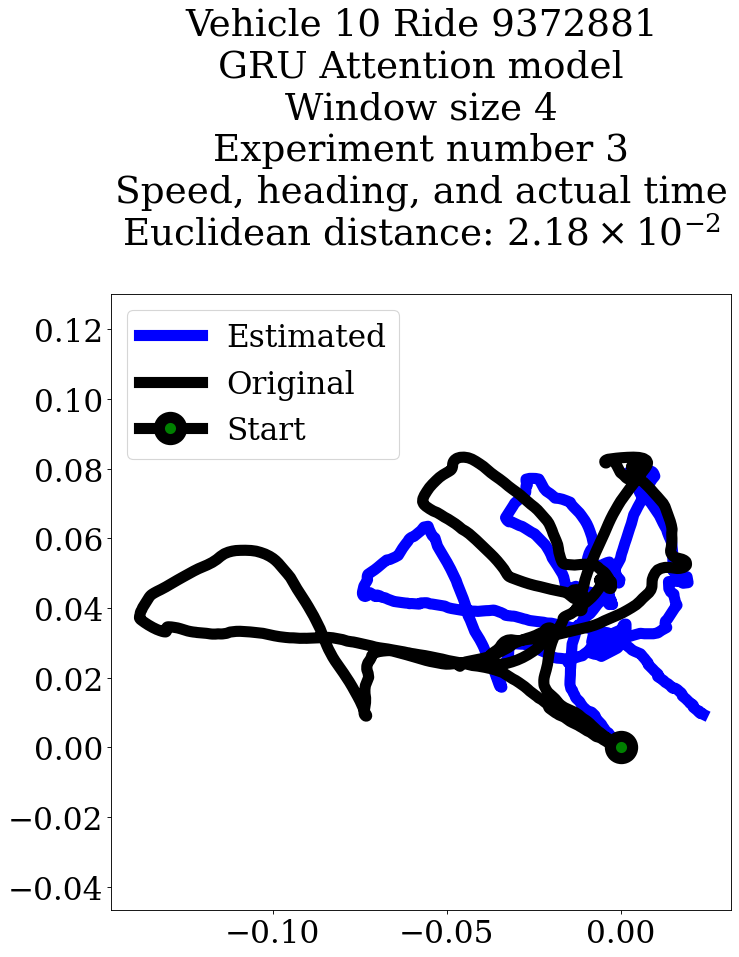 Vehicle 10 Ride 9372881
GRU Attention model
Window size 4
Experiment number 3
Speed, heading, and actual time
Euclidean distance: 2.18 × 10⁻²
Estimated
Original
Start
0.12
0.10
0.08
0.06
0.04
0.02
0.00
−0.02
−0.04
−0.10 −0.05 0.00